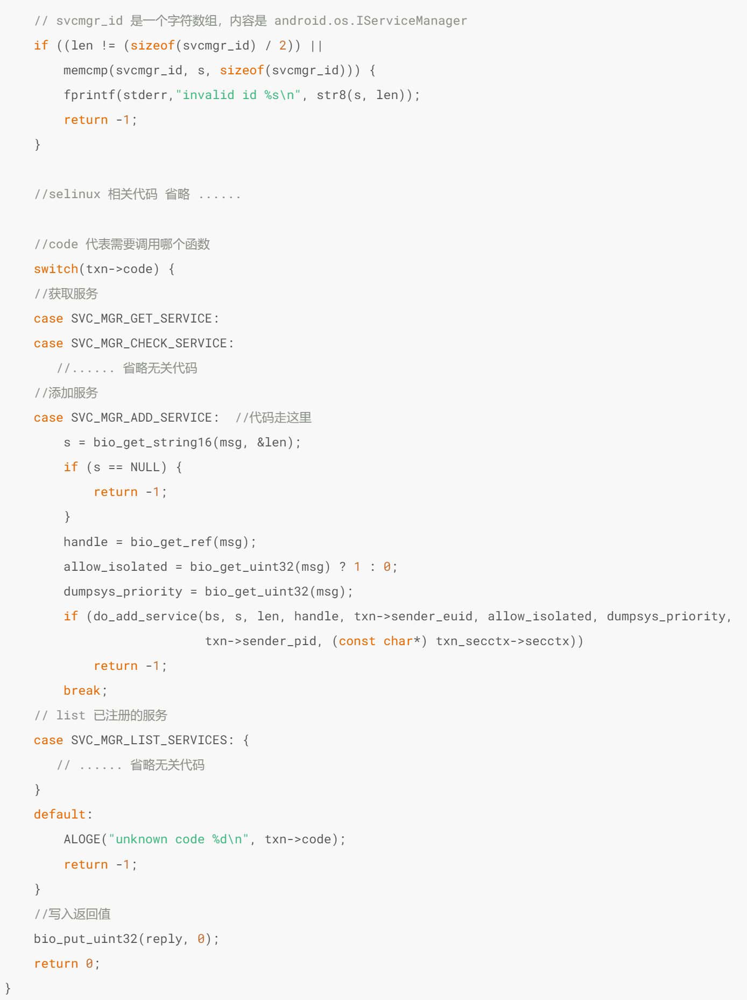 // svcmgr_id 是一个字符数组，内容是 android.os.IServiceManager
if ((len != (sizeof(svcmgr_id) / 2)) ||
memcmp(svcmgr_id, s, sizeof(svcmgr_id))) {
fprintf(stderr,"invalid id %s\n", str8(s, len));
return -1;
}
//selinux 相关代码 省略 ......
//code 代表需要调用哪个函数
switch(txn->code) {
//获取服务
case SVC_MGR_GET_SERVICE:
case SVC_MGR_CHECK_SERVICE:
//...... 省略无关代码
//添加服务
case SVC_MGR_ADD_SERVICE:  //代码走这里
s = bio_get_string16(msg, &len);
if (s == NULL) {
return -1;
}
handle = bio_get_ref(msg);
allow_isolated = bio_get_uint32(msg) ? 1 : 0;
dumpsys_priority = bio_get_uint32(msg);
if (do_add_service(bs, s, len, handle, txn->sender_euid, allow_isolated, dumpsys_priority,
txn->sender_pid, (const char*) txn_secctx->secctx))
return -1;
break;
// list 已注册的服务
case SVC_MGR_LIST_SERVICES: {
// ...... 省略无关代码
}
default:
ALOGE("unknown code %d\n", txn->code);
return -1;
}
//写入返回值
bio_put_uint32(reply, 0);
return 0;
}